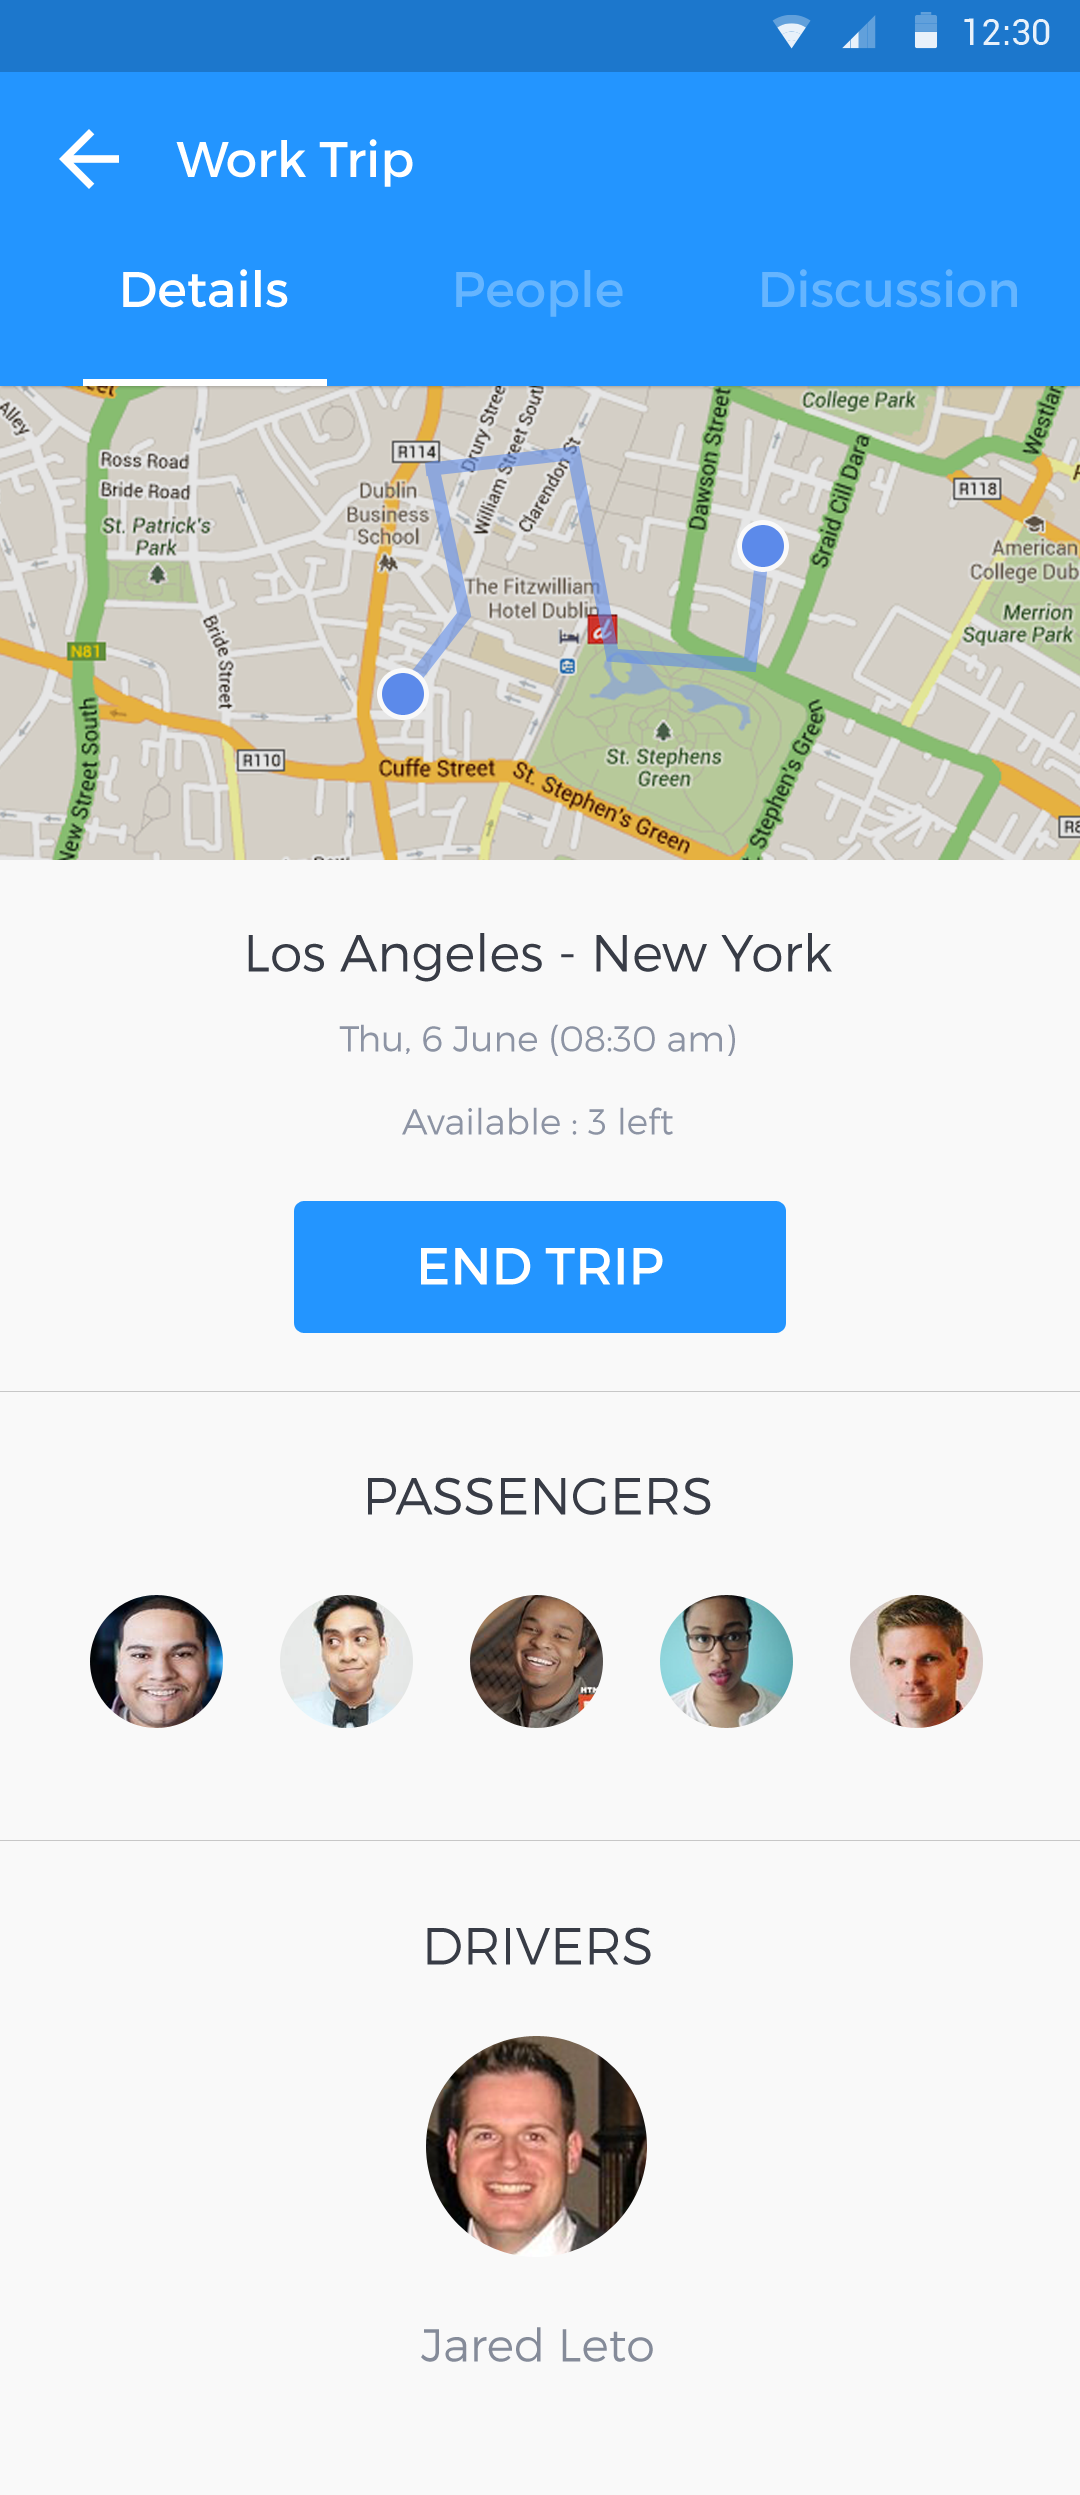 12:30
Work Trip
Details
People
Discussion
Alley
Ross Road
Bride Road
St. Patrick's
Park
N81
New Street South
Bride Street
R110
R114
Dublin
Business
School
Drury Street
William Street South
Clarendon St
The Fitzwilliam
Hotel Dublin
d
Cuffe Street
St. Stephen's Green
St. Stephens
Green
Stephen's Green
Dawson Street
Sraid Cill Dara
College Park
R118
Westlan
American
College Dub
Merrion
Square Park
R8
Los Angeles - New York
Thu, 6 June (08:30 am)
Available : 3 left
END TRIP
PASSENGERS
DRIVERS
Jared Leto